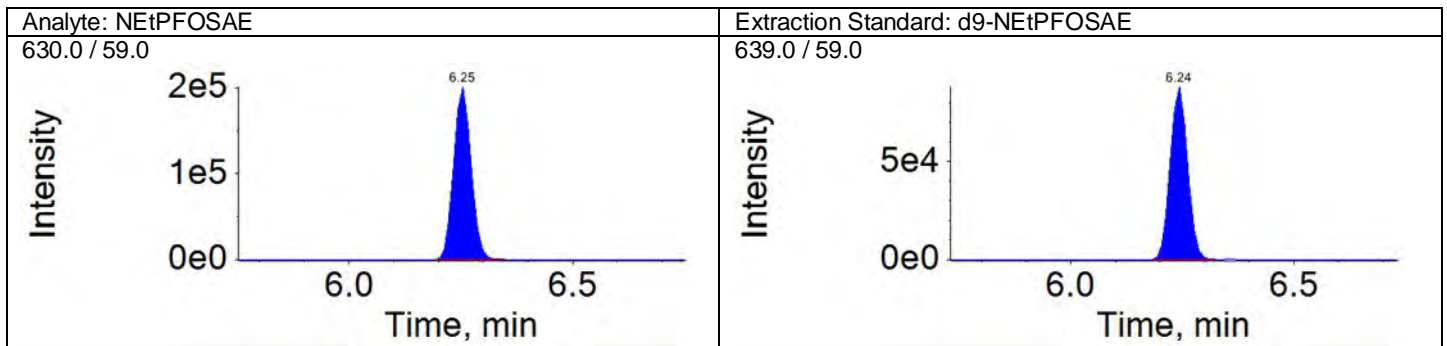 Analyte: NEtPFOSAE
Extraction Standard: d9-NEtPFOSAE
630.0 / 59.0
639.0 / 59.0
6.25
2e5
1e5
0e0
Intensity
6.0
6.5
Time, min
6.24
5e4
0e0
Intensity
6.0
6.5
Time, min